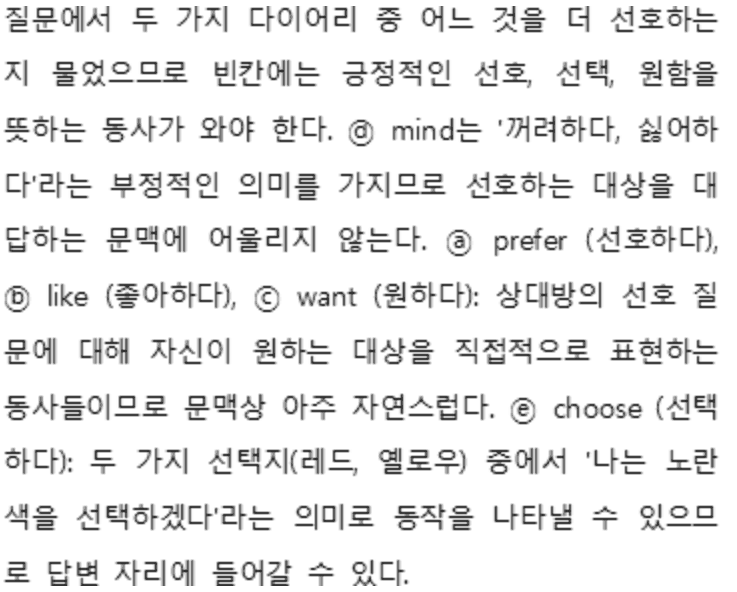 질문에서 두 가지 다이어리 중 어느 것을 더 선호하는
지 물었으므로 빈칸에는 긍정적인 선호, 선택, 원함을
뜻하는 동사가 와야 한다. ⓓ mind는 '꺼려하다, 싫어하
다'라는 부정적인 의미를 가지므로 선호하는 대상을 대
답하는 문맥에 어울리지 않는다. ⓐ prefer (선호하다),
ⓑ like (좋아하다), ⓒ want (원하다): 상대방의 선호 질
문에 대해 자신이 원하는 대상을 직접적으로 표현하는
동사들이므로 문맥상 아주 자연스럽다. ⓔ choose (선택
하다): 두 가지 선택지(레드, 옐로우) 중에서 '나는 노란
색을 선택하겠다'라는 의미로 동작을 나타낼 수 있으므
로 답변 자리에 들어갈 수 있다.